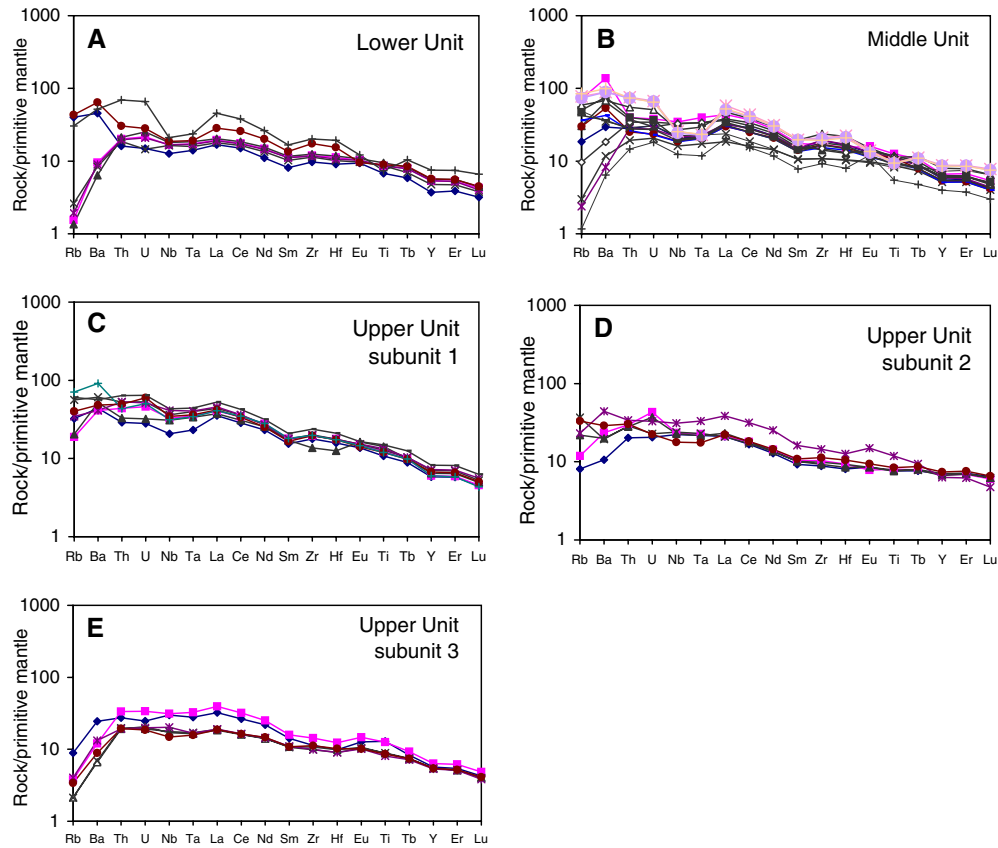 A
Lower Unit
Rock/primitive mantle
1000
100
10
1
Rb Ba Th U Nb Ta La Ce Nd Sm Zr Hf Eu Ti Tb Y Er Lu
B
Middle Unit
Rock/primitive mantle
1000
100
10
1
Rb Ba Th U Nb Ta La Ce Nd Sm Zr Hf Eu Ti Tb Y Er Lu
C
Upper Unit
subunit 1
Rock/primitive mantle
1000
100
10
1
Rb Ba Th U Nb Ta La Ce Nd Sm Zr Hf Eu Ti Tb Y Er Lu
D
Upper Unit
subunit 2
Rock/primitive mantle
1000
100
10
1
Rb Ba Th U Nb Ta La Ce Nd Sm Zr Hf Eu Ti Tb Y Er Lu
E
Upper Unit
subunit 3
Rock/primitive mantle
1000
100
10
1
Rb Ba Th U Nb Ta La Ce Nd Sm Zr Hf Eu Ti Tb Y Er Lu